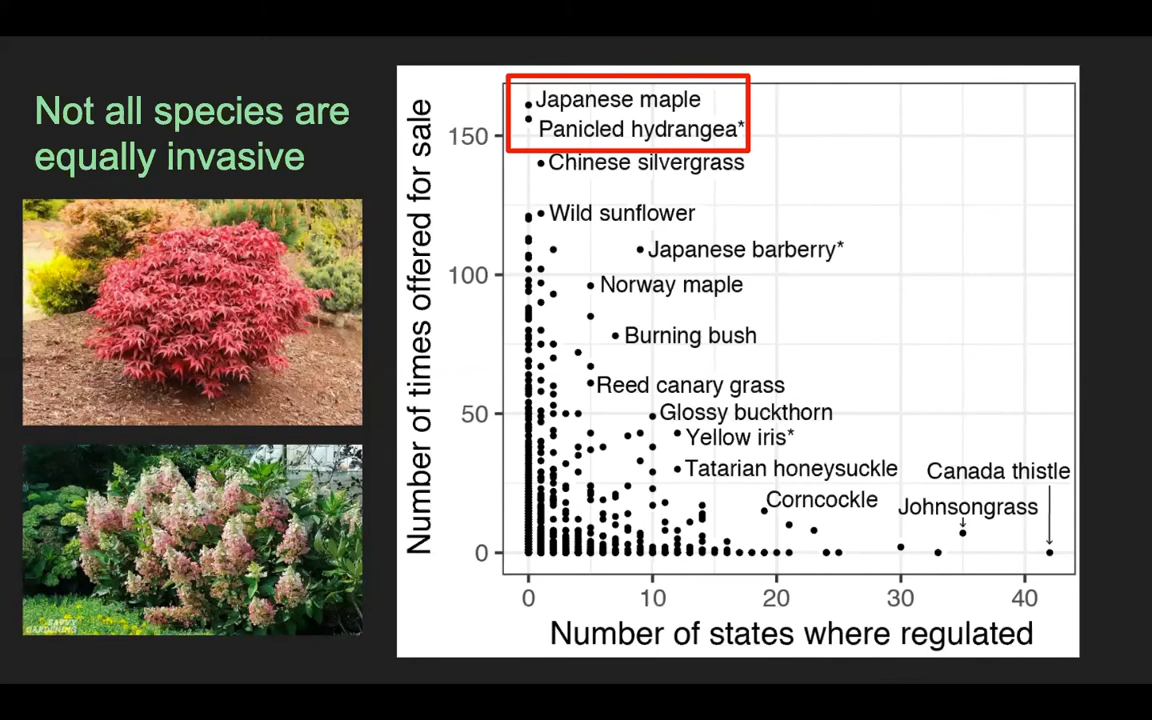 Not all species are
equally invasive
SAVVY
GARDENING
Number of times offered for sale
150
100
50
0
Japanese maple
Panicled hydrangea*
Chinese silvergrass
Wild sunflower
Japanese barberry*
Norway maple
Burning bush
Reed canary grass
Glossy buckthorn
Yellow iris*
Tatarian honeysuckle
Canada thistle
Corncockle
Johnsongrass
0 10 20 30 40
Number of states where regulated